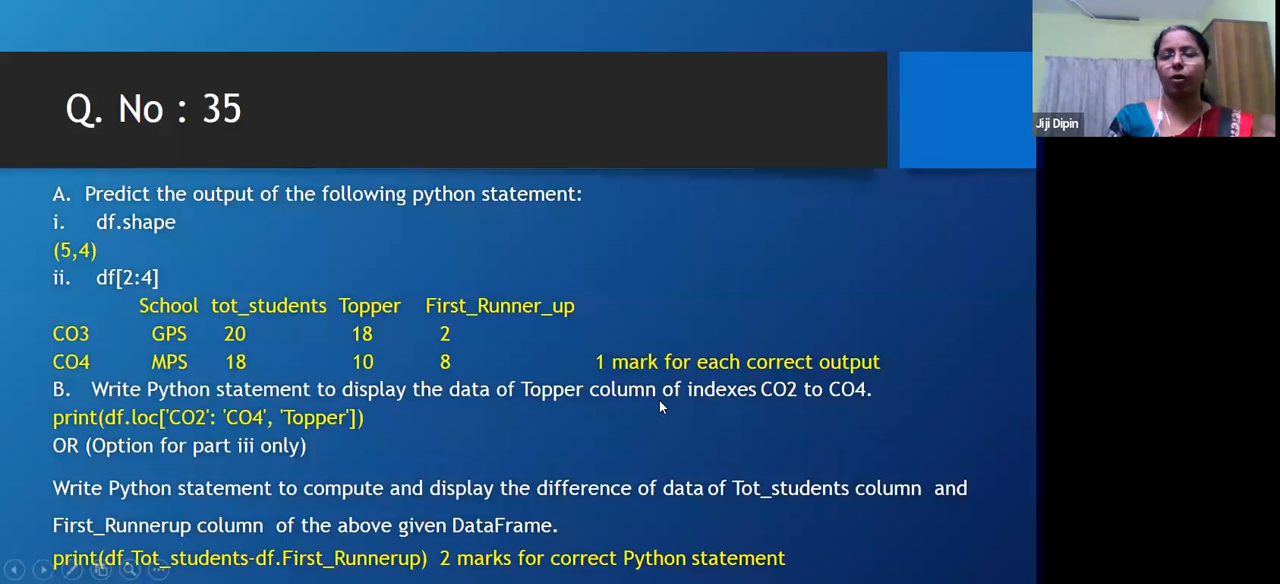 Q. No : 35
Jiji Dipin
A. Predict the output of the following python statement:
i. df.shape
(5,4)
ii. df[2:4]
School tot_students Topper First_Runner_up
CO3 GPS 20 18 2
CO4 MPS 18 10 8 1 mark for each correct output
B. Write Python statement to display the data of Topper column of indexes CO2 to CO4.
print(df.loc['CO2': 'CO4', 'Topper'])
OR (Option for part iii only)
Write Python statement to compute and display the difference of data of Tot_students column and
First_Runnerup column of the above given DataFrame.
print(df.Tot_students-df.First_Runnerup) 2 marks for correct Python statement